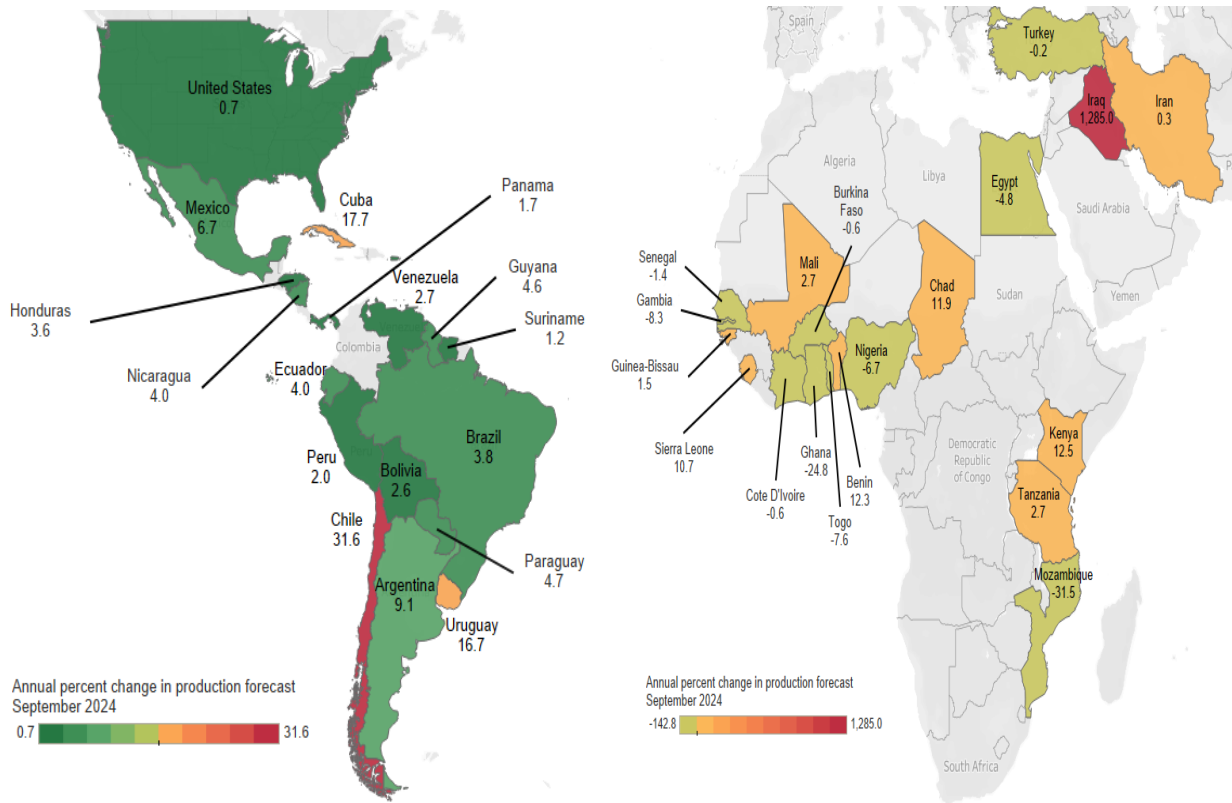 United States
0.7
Mexico
6.7
Cuba
17.7
Panama
1.7
Honduras
3.6
Nicaragua
4.0
Venezuela
2.7
Guyana
4.6
Suriname
1.2
Colombia
Ecuador
4.0
Brazil
3.8
Peru
2.0
Bolivia
2.6
Chile
31.6
Paraguay
4.7
Argentina
9.1
Uruguay
16.7
Annual percent change in production forecast
September 2024
0.7
31.6
Spain
Turkey
-0.2
Iraq
1,285.0
Iran
0.3
Algeria
Libya
Egypt
-4.8
Saudi Arabia
Burkina
Faso
-0.6
Senegal
-1.4
Gambia
-8.3
Guinea-Bissau
1.5
Mali
2.7
Chad
11.9
Sudan
Yemen
Nigeria
-6.7
Sierra Leone
10.7
Cote D'Ivoire
-0.6
Ghana
-24.8
Togo
-7.6
Benin
12.3
Democratic
Republic
of Congo
Kenya
12.5
Tanzania
2.7
Mozambique
-31.5
South Africa
Annual percent change in production forecast
September 2024
-142.8
1,285.0